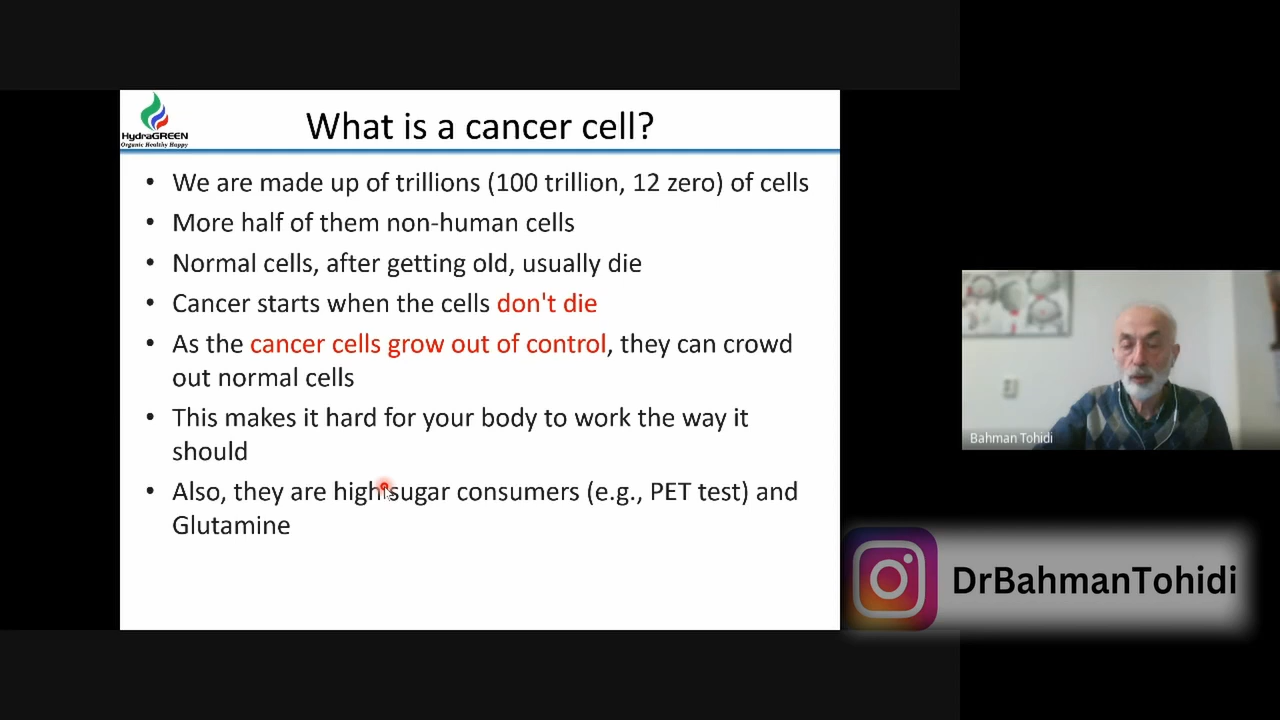 HydraGREEN
Organic Healthy Happy
What is a cancer cell?
• We are made up of trillions (100 trillion, 12 zero) of cells
• More half of them non-human cells
• Normal cells, after getting old, usually die
• Cancer starts when the cells don't die
• As the cancer cells grow out of control, they can crowd
out normal cells
• This makes it hard for your body to work the way it
should
• Also, they are high sugar consumers (e.g., PET test) and
Glutamine
Bahman Tohidi
DrBahmanTohidi